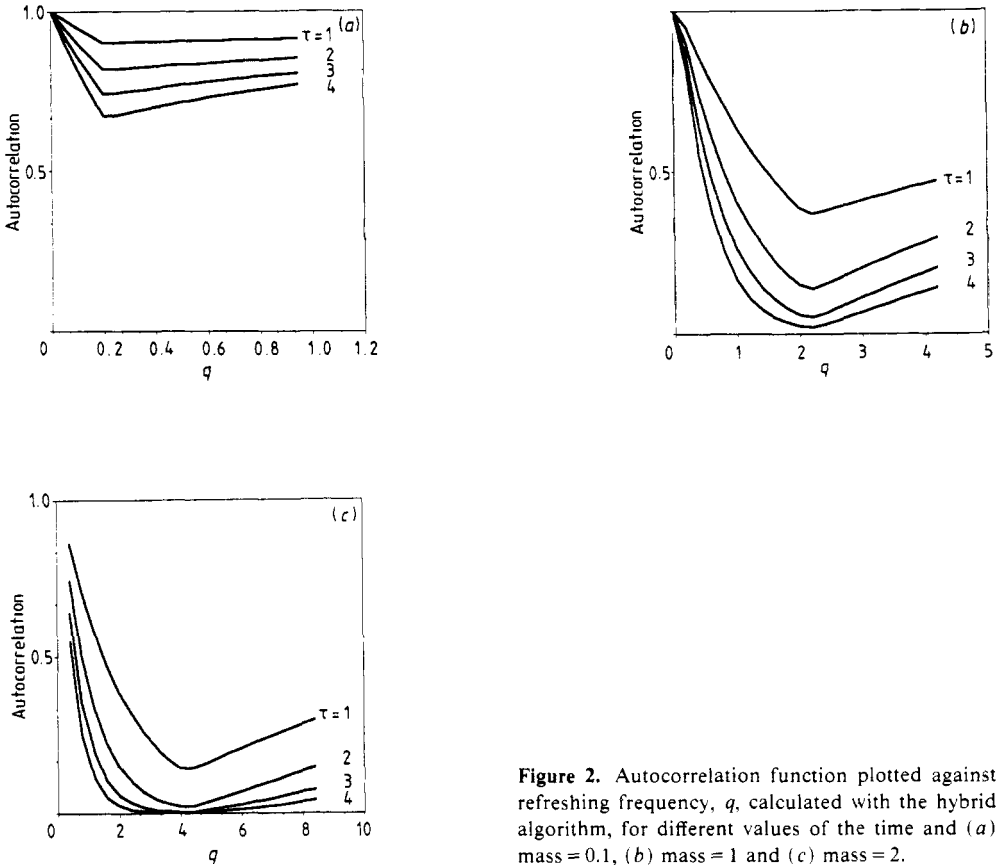 1.0
(a)
τ=1
2
3
4
Autocorrelation
0.5
0 0.2 0.4 0.6 0.8 1.0 1.2
q
(b)
Autocorrelation
0.5
τ=1
2
3
4
0 1 2 3 4 5
q
1.0
(c)
Autocorrelation
0.5
τ=1
2
3
4
0 2 4 6 8 10
q
Figure 2. Autocorrelation function plotted against
refreshing frequency, q, calculated with the hybrid
algorithm, for different values of the time and (a)
mass = 0.1, (b) mass = 1 and (c) mass = 2.